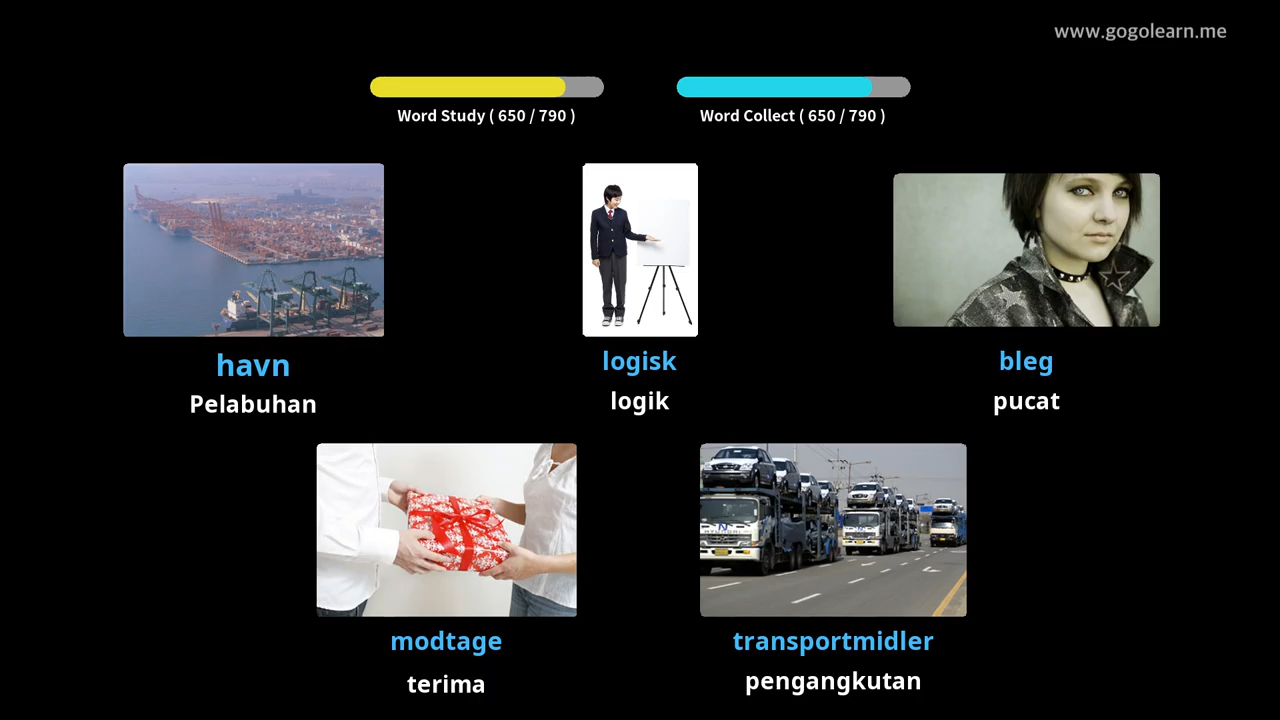 www.gogolearn.me
Word Study ( 650 / 790 )
Word Collect ( 650 / 790 )
havn
Pelabuhan
logisk
logik
bleg
pucat
modtage
terima
transportmidler
pengangkutan